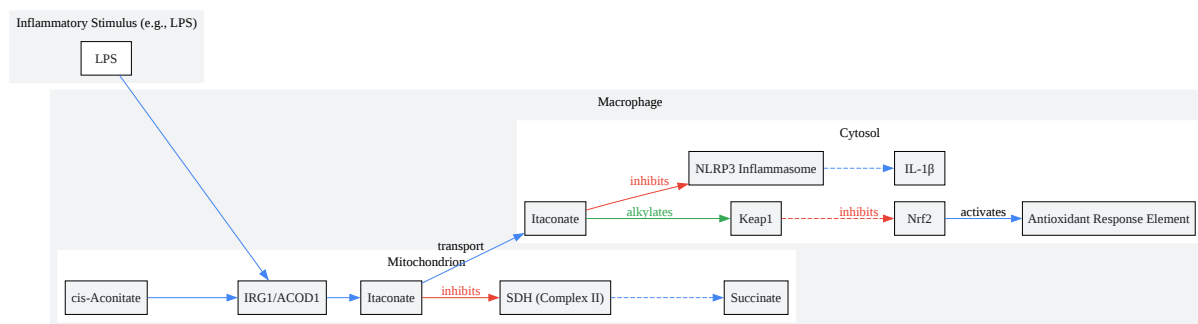 Inflammatory Stimulus (e.g., LPS)
LPS
Macrophage
Cytosol
NLRP3 Inflammasome
IL-1β
inhibits
Itaconate
alkylates
Keap1
inhibits
Nrf2
activates
Antioxidant Response Element
transport
Mitochondrion
cis-Aconitate
IRG1/ACOD1
Itaconate
inhibits
SDH (Complex II)
Succinate